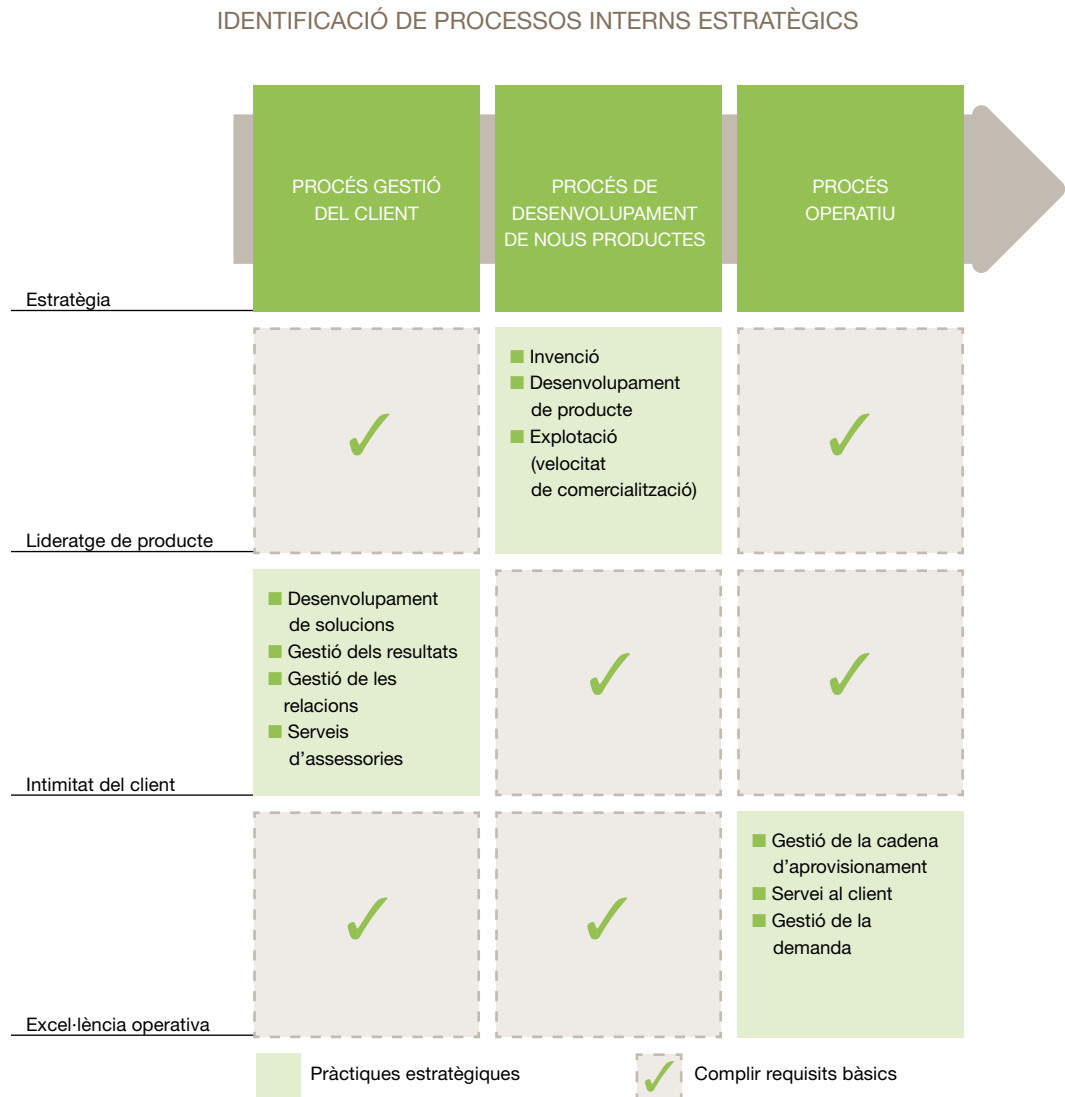 IDENTIFICACIÓ DE PROCESSOS INTERNS ESTRATÈGICS
PROCÉS GESTIÓ
DEL CLIENT
PROCÉS DE
DESENVOLUPAMENT
DE NOUS PRODUCTES
PROCÉS
OPERATIU
Estratègia
Invenció
Desenvolupament
de producte
Explotació
(velocitat
de comercialització)
Lideratge de producte
Desenvolupament
de solucions
Gestió dels resultats
Gestió de les
relacions
Serveis
d’assessories
Intimitat del client
Gestió de la cadena
d’aprovisionament
Servei al client
Gestió de la
demanda
Excel·lència operativa
Pràctiques estratègiques
Complir requisits bàsics